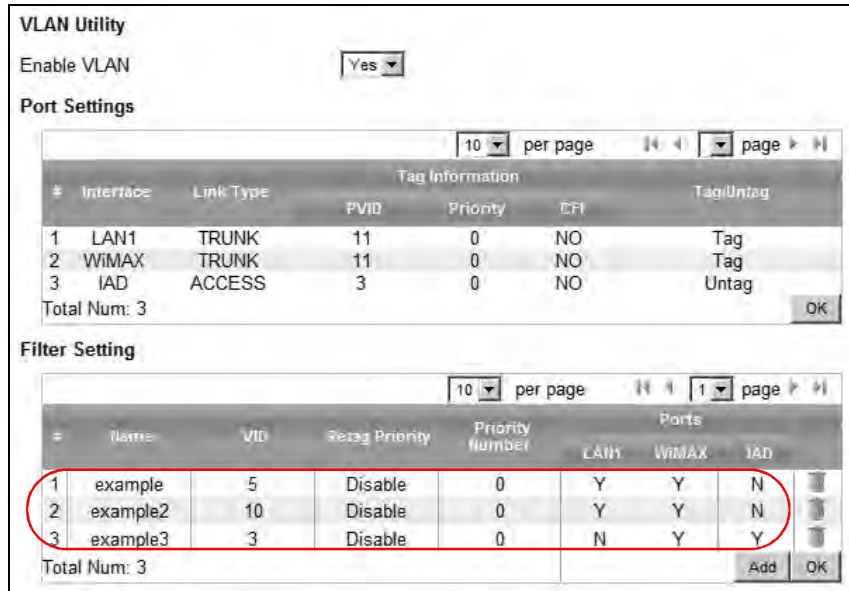 VLAN Utility
Enable VLAN Yes
Port Settings
10 per page page
# Interface Link Type Tag Information Tag/Untag
PVID Priority CFI
1 LAN1 TRUNK 11 0 NO Tag
2 WiMAX TRUNK 11 0 NO Tag
3 IAD ACCESS 3 0 NO Untag
Total Num: 3 OK
Filter Setting
10 per page 1 page
# Name VID Retag Priority Priority Number Ports
LAN1 WiMAX IAD
1 example 5 Disable 0 Y Y N
2 example2 10 Disable 0 Y Y N
3 example3 3 Disable 0 N Y Y
Total Num: 3 Add OK